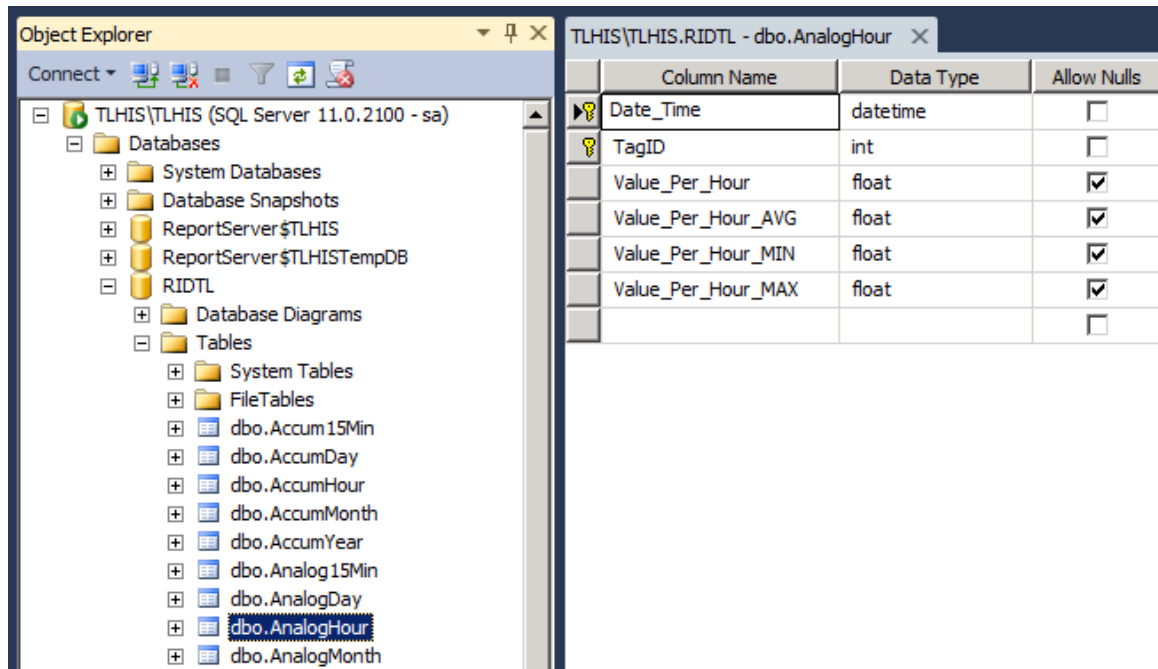 Object Explorer
Connect
TLHIS\TLHIS (SQL Server 11.0.2100 - sa)
Databases
System Databases
Database Snapshots
ReportServer$TLHIS
ReportServer$TLHISTempDB
RIDTL
Database Diagrams
Tables
System Tables
FileTables
dbo.Accum15Min
dbo.AccumDay
dbo.AccumHour
dbo.AccumMonth
dbo.AccumYear
dbo.Analog15Min
dbo.AnalogDay
dbo.AnalogHour
dbo.AnalogMonth
TLHIS\TLHIS.RIDTL - dbo.AnalogHour
Column Name Data Type Allow Nulls
Date_Time datetime
TagID int
Value_Per_Hour float
Value_Per_Hour_AVG float
Value_Per_Hour_MIN float
Value_Per_Hour_MAX float